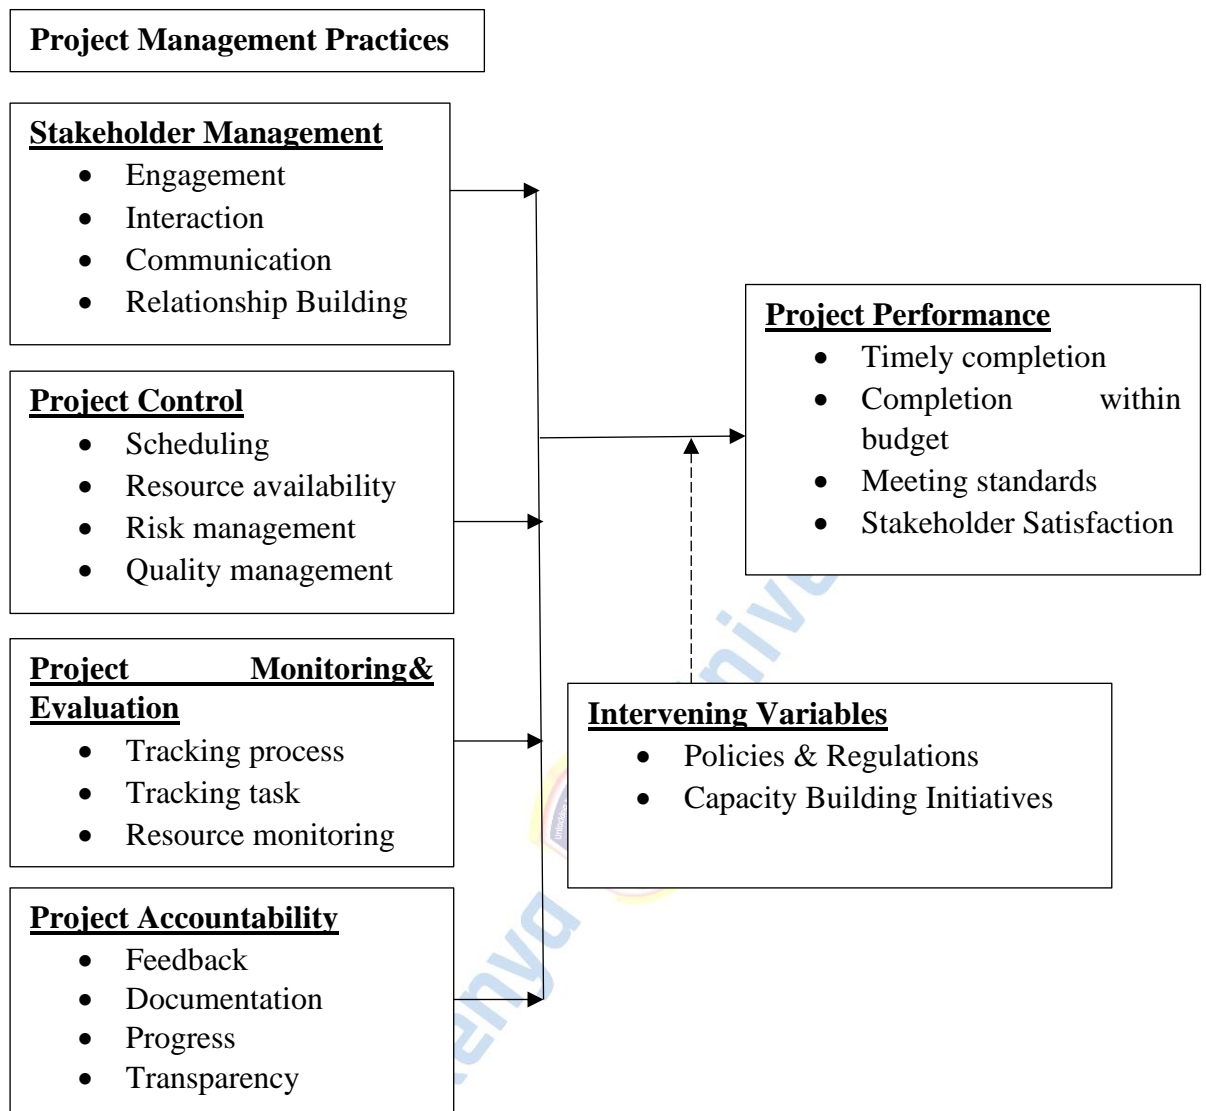 Project Management Practices
Stakeholder Management
• Engagement
• Interaction
• Communication
• Relationship Building
Project Control
• Scheduling
• Resource availability
• Risk management
• Quality management
Project Monitoring&
Evaluation
• Tracking process
• Tracking task
• Resource monitoring
Project Accountability
• Feedback
• Documentation
• Progress
• Transparency
Project Performance
• Timely completion
• Completion within
budget
• Meeting standards
• Stakeholder Satisfaction
Intervening Variables
• Policies & Regulations
• Capacity Building Initiatives